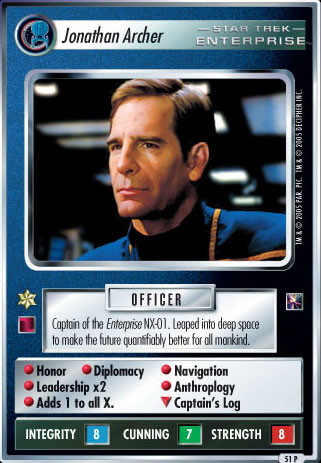 Jonathan Archer
STAR TREK
ENTERPRISE
TM & © 2005 PAR. PIC. TM & © 2005 DECIPHER INC.
OFFICER
Captain of the Enterprise NX-01. Leaped into deep space
to make the future quantifiably better for all mankind.
Honor Diplomacy Navigation
Leadership x2 Anthroplogy
Adds 1 to all X. Captain's Log
INTEGRITY 8 CUNNING 7 STRENGTH 8
51 P